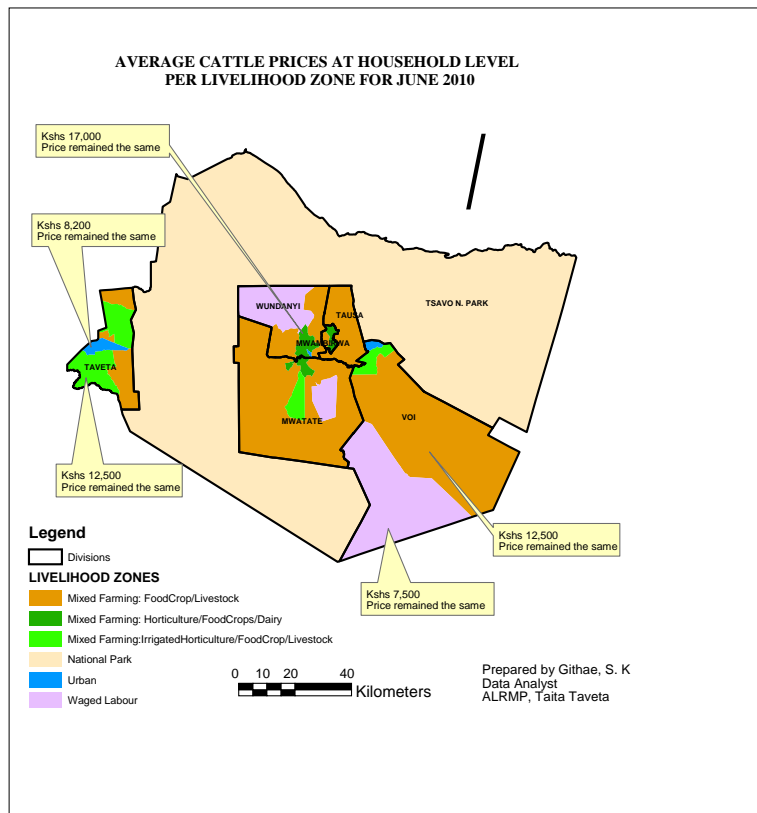 AVERAGE CATTLE PRICES AT HOUSEHOLD LEVEL
PER LIVELIHOOD ZONE FOR JUNE 2010
Kshs 17,000
Price remained the same
Kshs 8,200
Price remained the same
TSAVO N. PARK
WUNDANYI
TAUSA
MWAMBIRWA
TAVETA
VOI
MWATATE
Kshs 12,500
Price remained the same
Kshs 12,500
Price remained the same
Kshs 7,500
Price remained the same
Legend
Divisions
LIVELIHOOD ZONES
Mixed Farming: FoodCrop/Livestock
Mixed Farming: Horticulture/FoodCrops/Dairy
Mixed Farming:IrrigatedHorticulture/FoodCrop/Livestock
National Park
Urban
Waged Labour
0 10 20 40
Kilometers
Prepared by Githae, S. K
Data Analyst
ALRMP, Taita Taveta